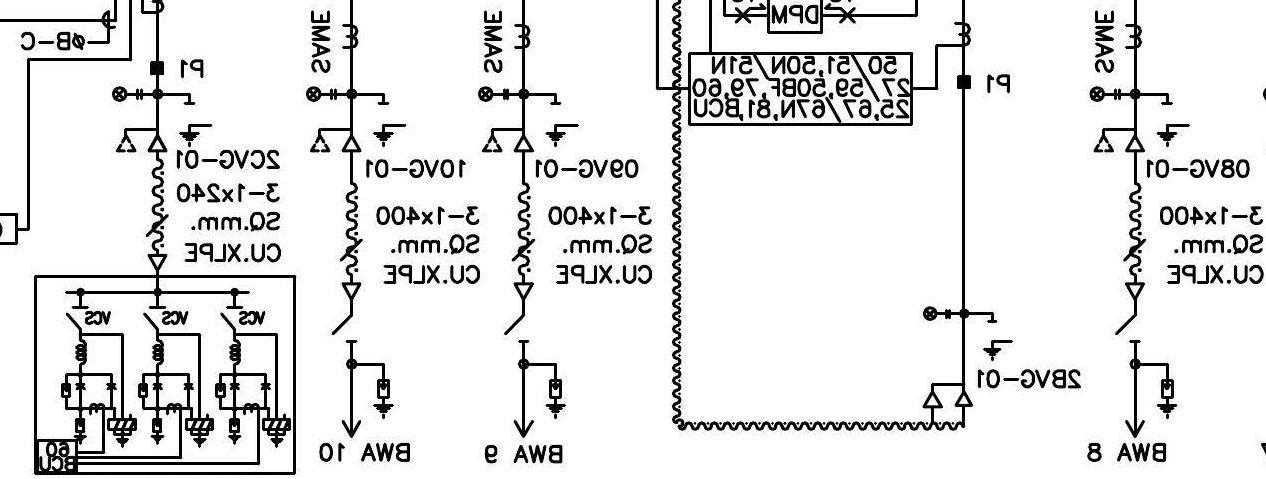 ØB-C
P1
2CVG-01
3-1x240
SQ.mm.
CU.XLPE
VCS
VCS
VCS
60
BCU
SAME
10VG-01
3-1x400
SQ.mm.
CU.XLPE
BWA 10
SAME
09VG-01
3-1x400
SQ.mm.
CU.XLPE
BWA 9
DPM
50/51,50N/51N
27/59,50BF,79,60
25,67/67N,81,BCU
P1
2BVG-01
SAME
08VG-01
3-1x400
SQ.mm.
CU.XLPE
BWA 8